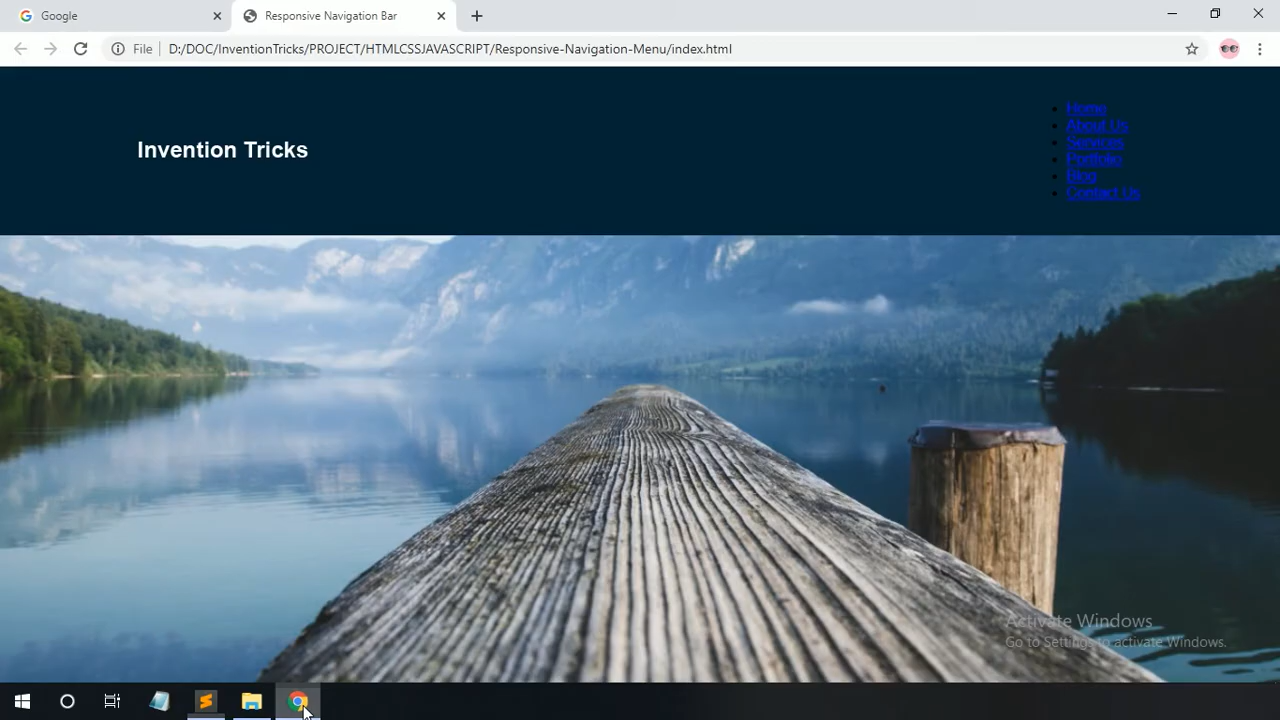 Google
Responsive Navigation Bar
File
D:/DOC/InventionTricks/PROJECT/HTMLCSSJAVASCRIPT/Responsive-Navigation-Menu/index.html
Invention Tricks
Home
About Us
Services
Portfolio
Blog
Contact Us
Activate Windows
Go to Settings to activate Windows.